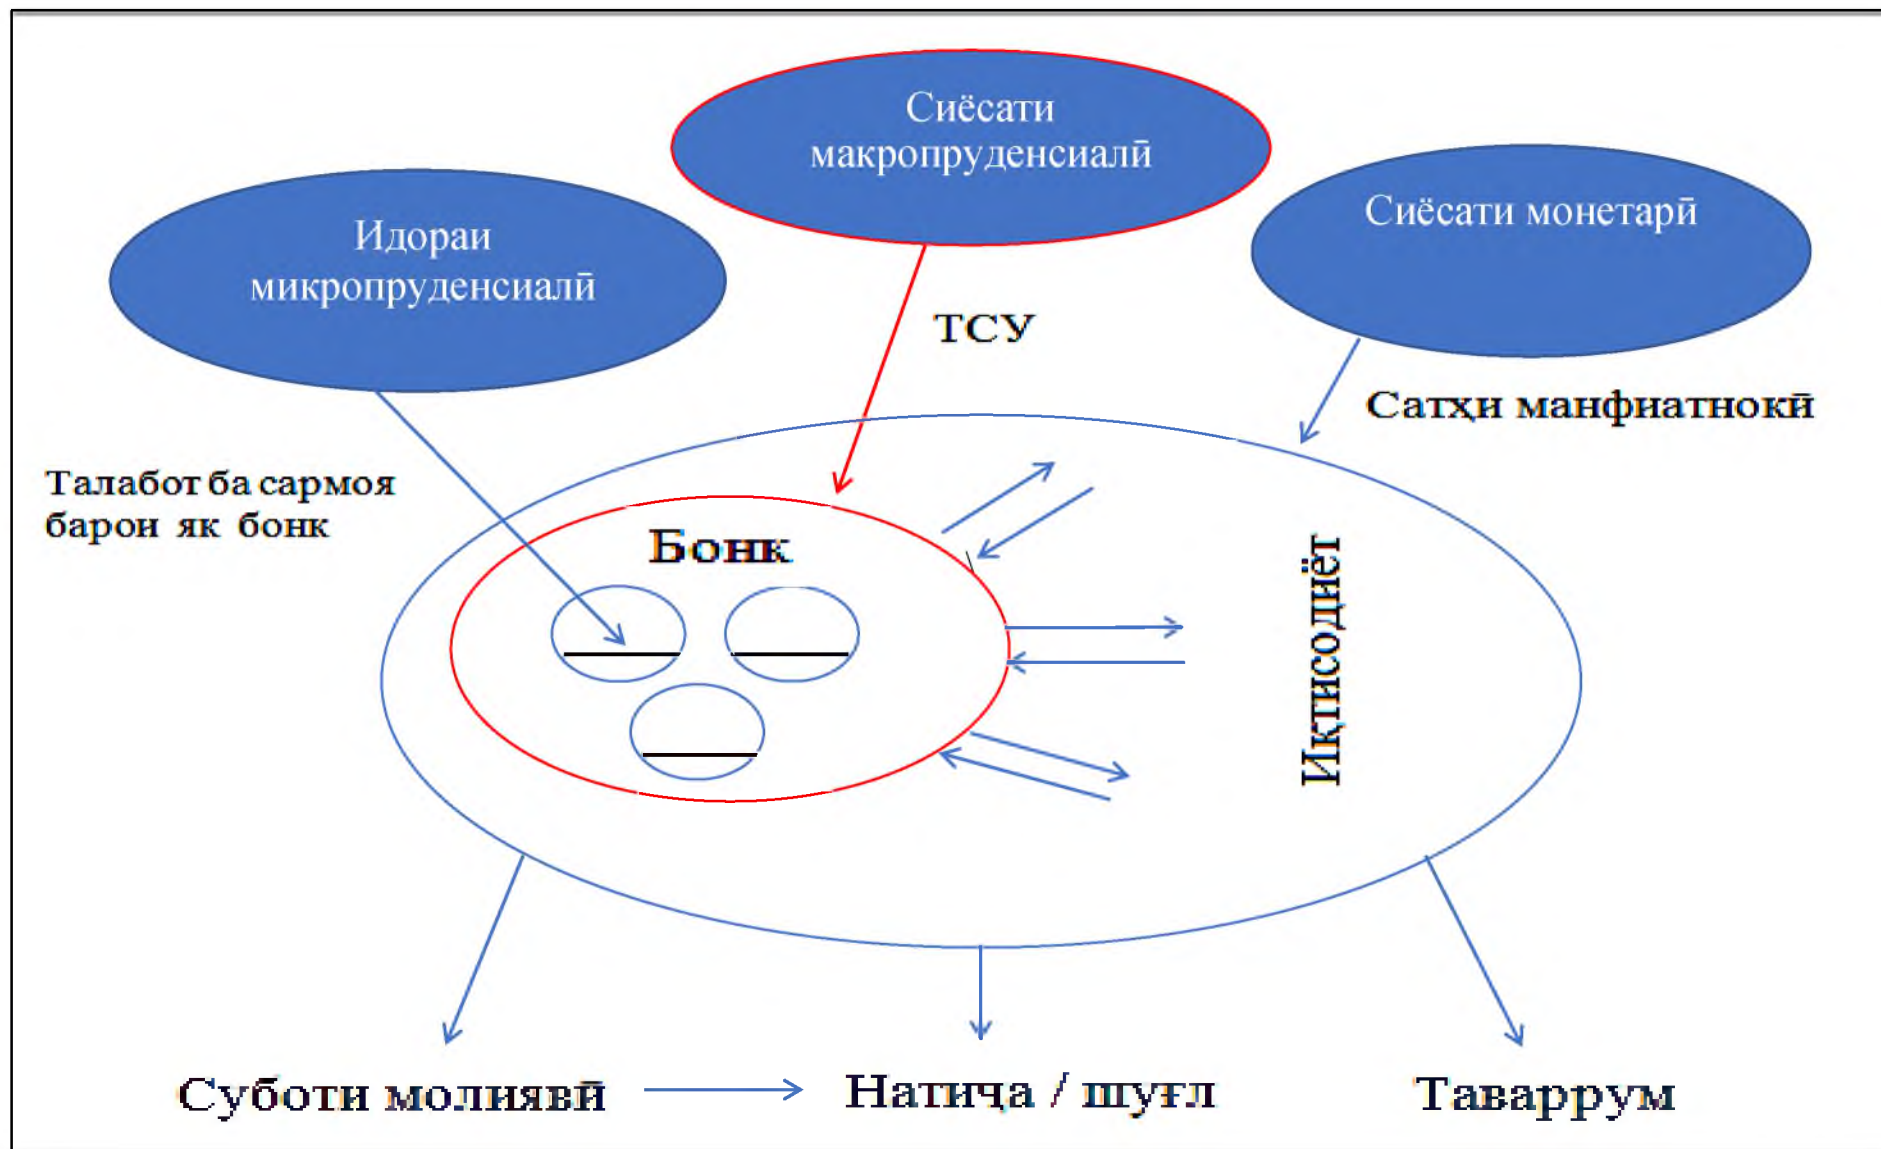 Сиёсати
макропруденсиалӣ
Идораи
микропруденсиалӣ
Сиёсати монетарӣ
ТСУ
Сатҳи манфиатнокӣ
Талабот ба сармоя
барои як бонк
Бонк
Иқтисодиёт
Суботи молиявӣ
Натиҷа / шуғл
Таваррум